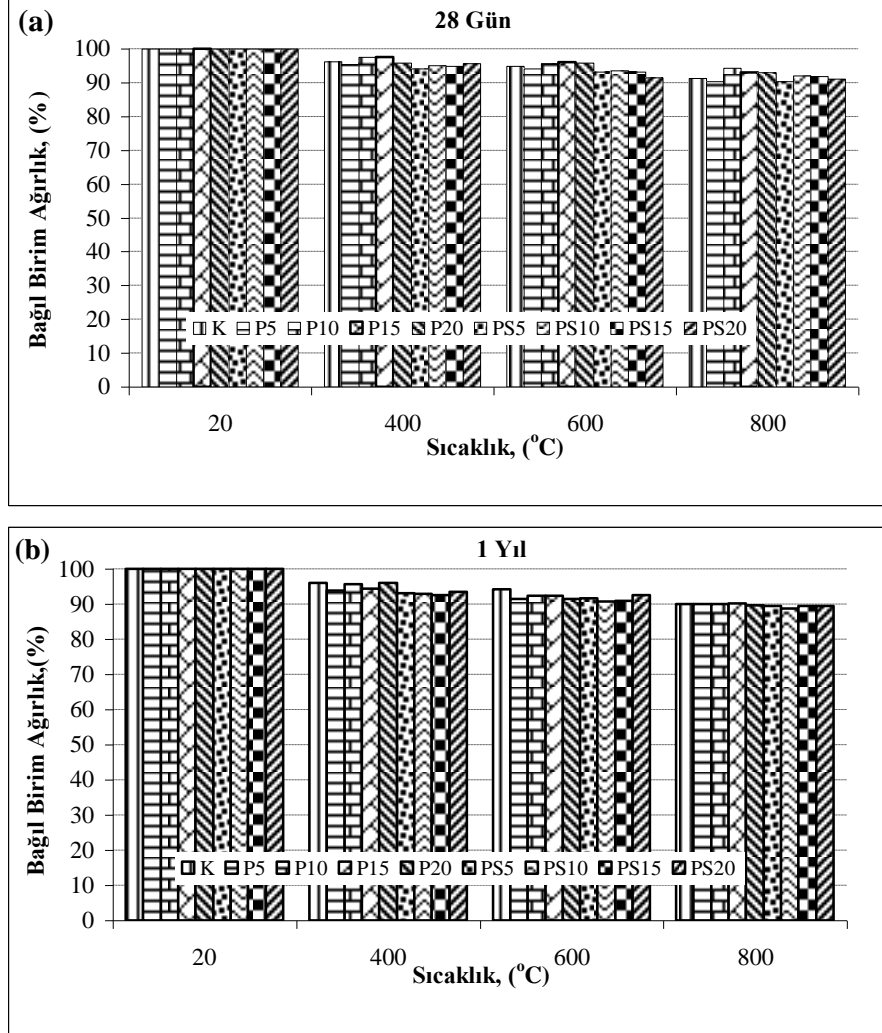 (a)
28 Gün
Bağıl Birim Ağırlık, (%)
100
90
80
70
60
50
40
30
20
10
0
K P5 P10 P15 P20 PS5 PS10 PS15 PS20
20 400 600 800
Sıcaklık, (°C)
(b)
1 Yıl
Bağıl Birim Ağırlık,(%)
100
90
80
70
60
50
40
30
20
10
0
K P5 P10 P15 P20 PS5 PS10 PS15 PS20
20 400 600 800
Sıcaklık, (°C)